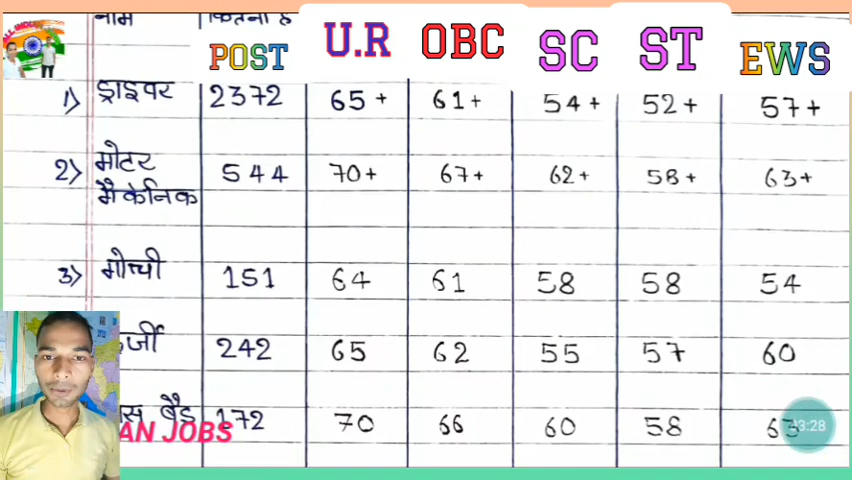 नाम कितना है
POST U.R OBC SC ST EWS
1) ड्राइवर 2372 65+ 61+ 54+ 52+ 57+
2) मोटर मैकेनिक 544 70+ 67+ 62+ 58+ 63+
3) मोच्ची 151 64 61 58 58 54
र्जी 242 65 62 55 57 60
बैंड 172 70 66 60 58 63
AN JOBS
3:28